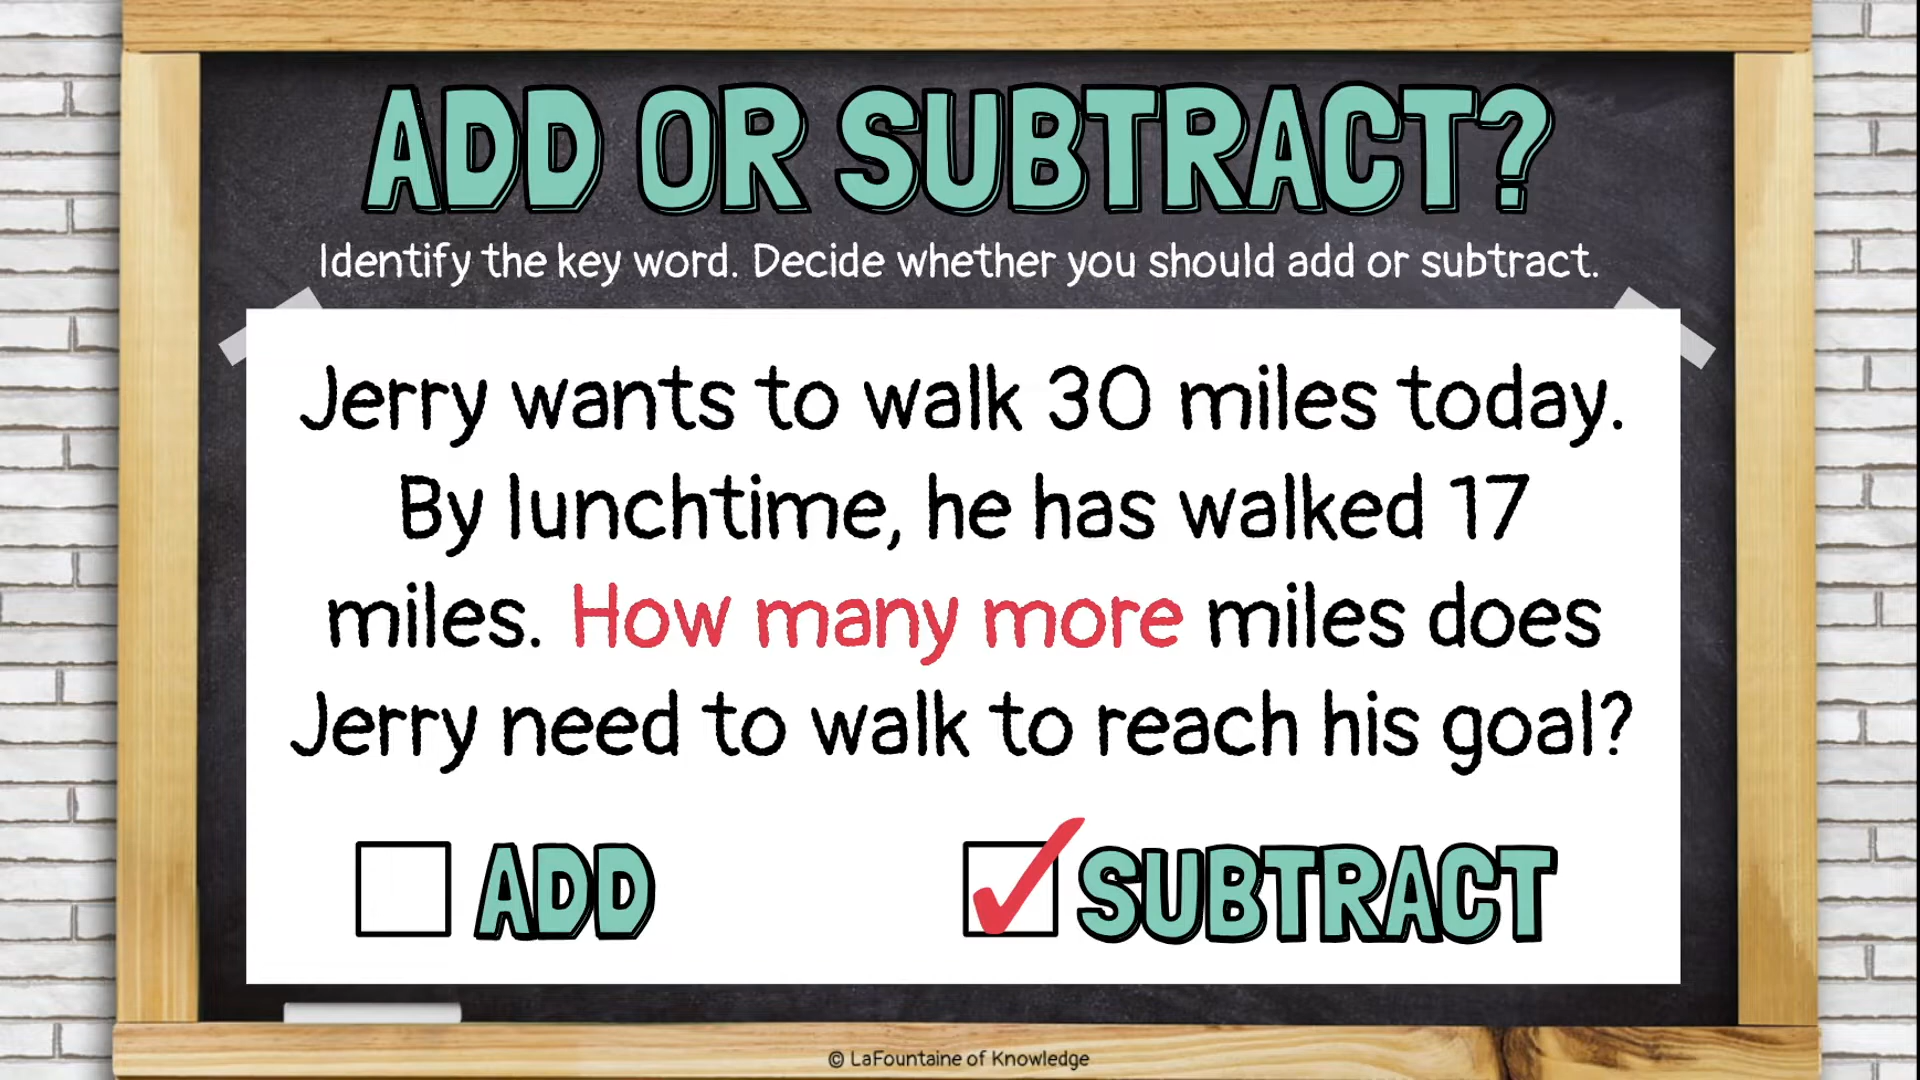 ADD OR SUBTRACT?
Identify the key word. Decide whether you should add or subtract.
Jerry wants to walk 30 miles today.
By lunchtime, he has walked 17
miles. How many more miles does
Jerry need to walk to reach his goal?
ADD
SUBTRACT
© LaFountaine of Knowledge